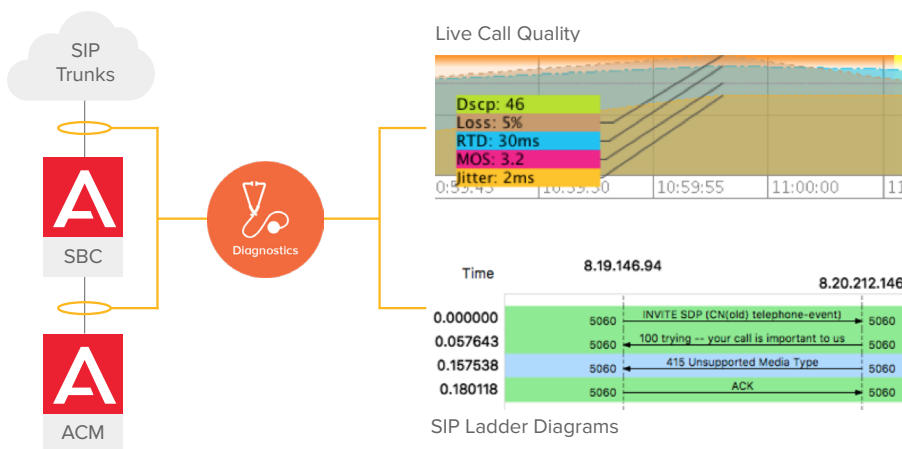 SIP
Trunks
SBC
ACM
Diagnostics
Live Call Quality
Dscp: 46
Loss: 5%
RTD: 30ms
MOS: 3.2
Jitter: 2ms
10:59:55
11:00:00
Time
8.19.146.94
8.20.212.146
0.000000
5060
INVITE SDP (CN(old) telephone-event)
5060
0.057643
5060
100 trying -- your call is important to us
5060
0.157538
5060
415 Unsupported Media Type
5060
0.180118
5060
ACK
5060
SIP Ladder Diagrams